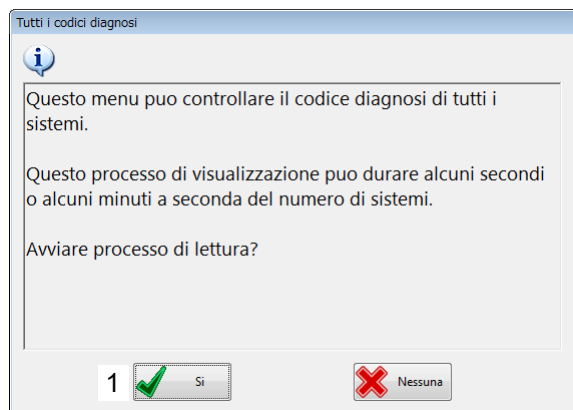 Tutti i codici diagnosi
Questo menu puo controllare il codice diagnosi di tutti i
sistemi.
Questo processo di visualizzazione puo durare alcuni secondi
o alcuni minuti a seconda del numero di sistemi.
Avviare processo di lettura?
1 Si Nessuna